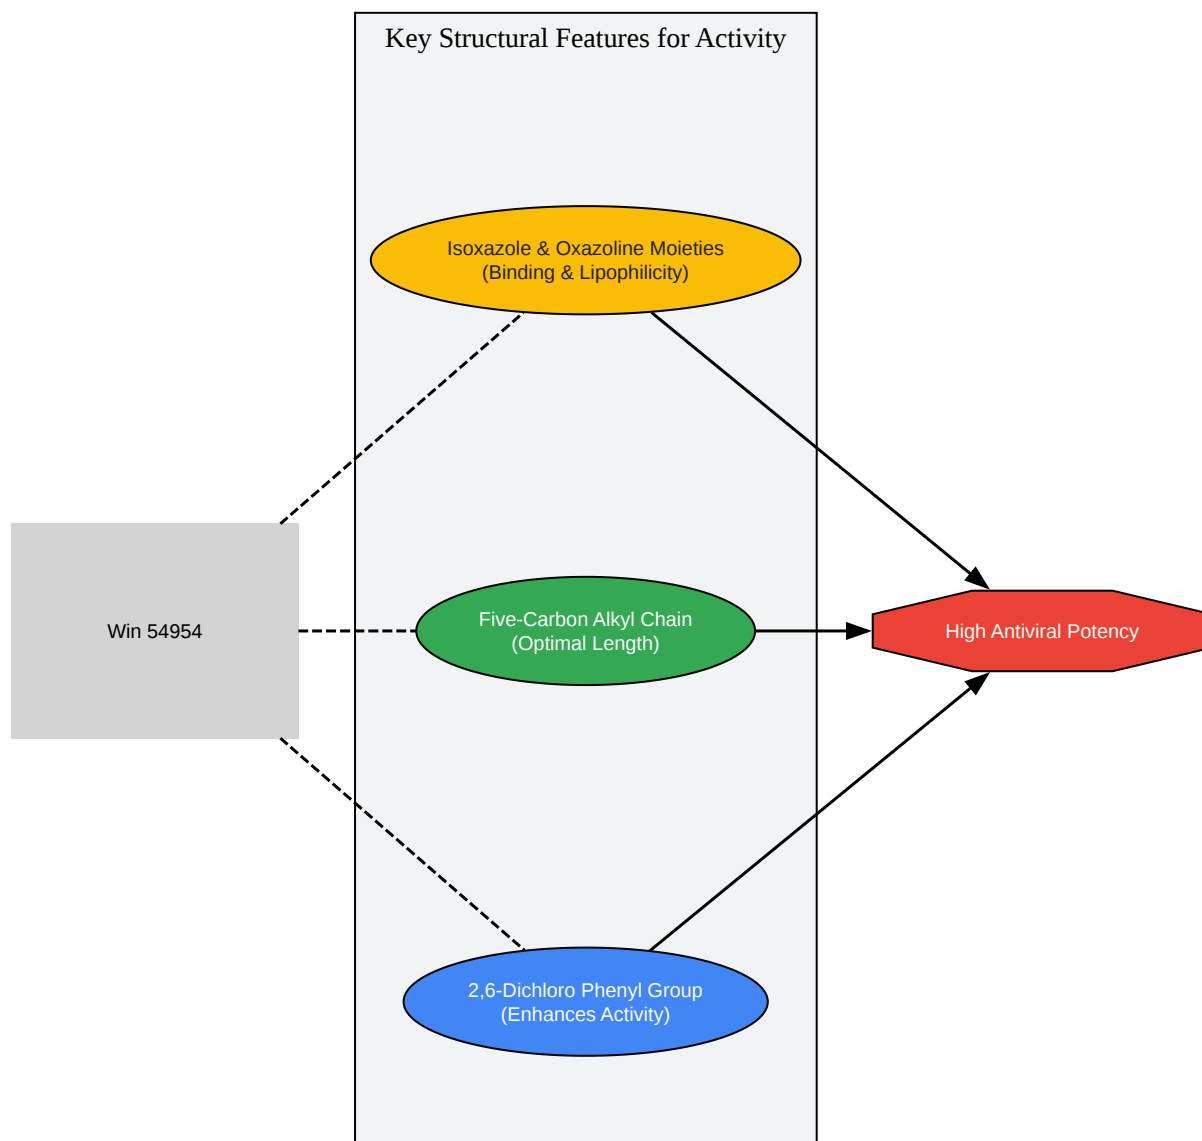 Key Structural Features for Activity
Isoxazole & Oxazoline Moieties
(Binding & Lipophilicity)
Win 54954
Five-Carbon Alkyl Chain
(Optimal Length)
High Antiviral Potency
2,6-Dichloro Phenyl Group
(Enhances Activity)